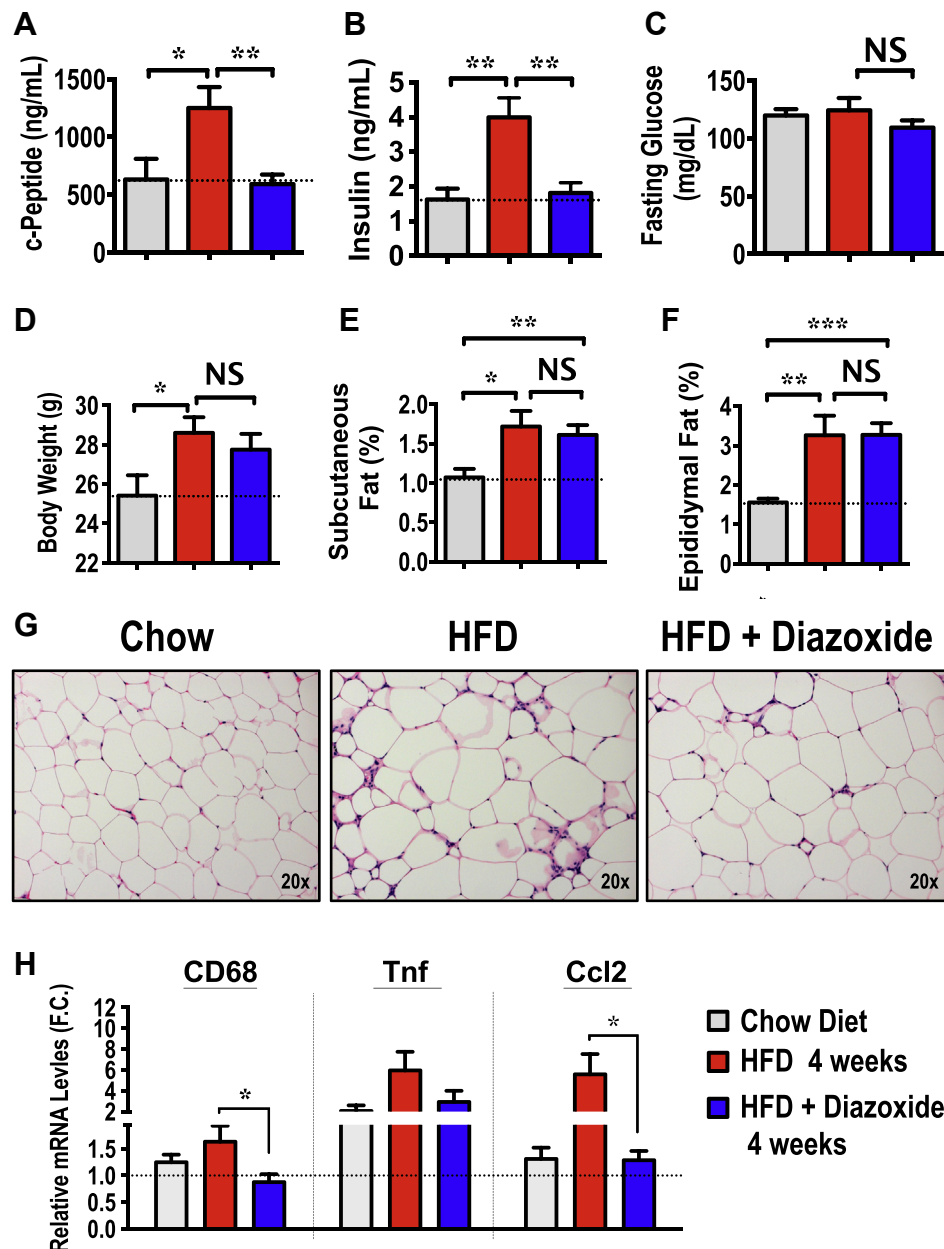 A
* **
c-Peptide (ng/mL)
1500
1000
500
0
B
** **
Insulin (ng/mL)
5
4
3
2
1
0
C
NS
Fasting Glucose
(mg/dL)
150
100
50
0
D
* NS
Body Weight (g)
30
28
26
24
22
E
**
* NS
Subcutaneous
Fat (%)
2.0
1.5
1.0
0.5
0.0
F
***
** NS
Epididymal Fat (%)
4
3
2
1
0
G
Chow HFD HFD + Diazoxide
20x 20x 20x
H
CD68 Tnf Ccl2
Relative mRNA Levles (F.C.)
12
10
8
6
4
2
1.5
1.0
0.5
0.0
* *
Chow Diet
HFD 4 weeks
HFD + Diazoxide
4 weeks